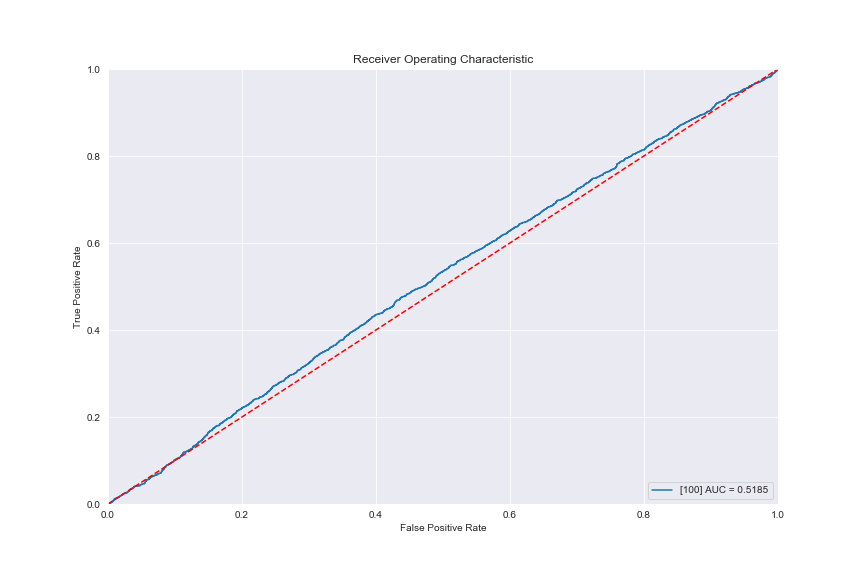 Receiver Operating Characteristic
1.0
0.8
0.6
0.4
0.2
0.0
True Positive Rate
0.0 0.2 0.4 0.6 0.8 1.0
False Positive Rate
[100] AUC = 0.5185